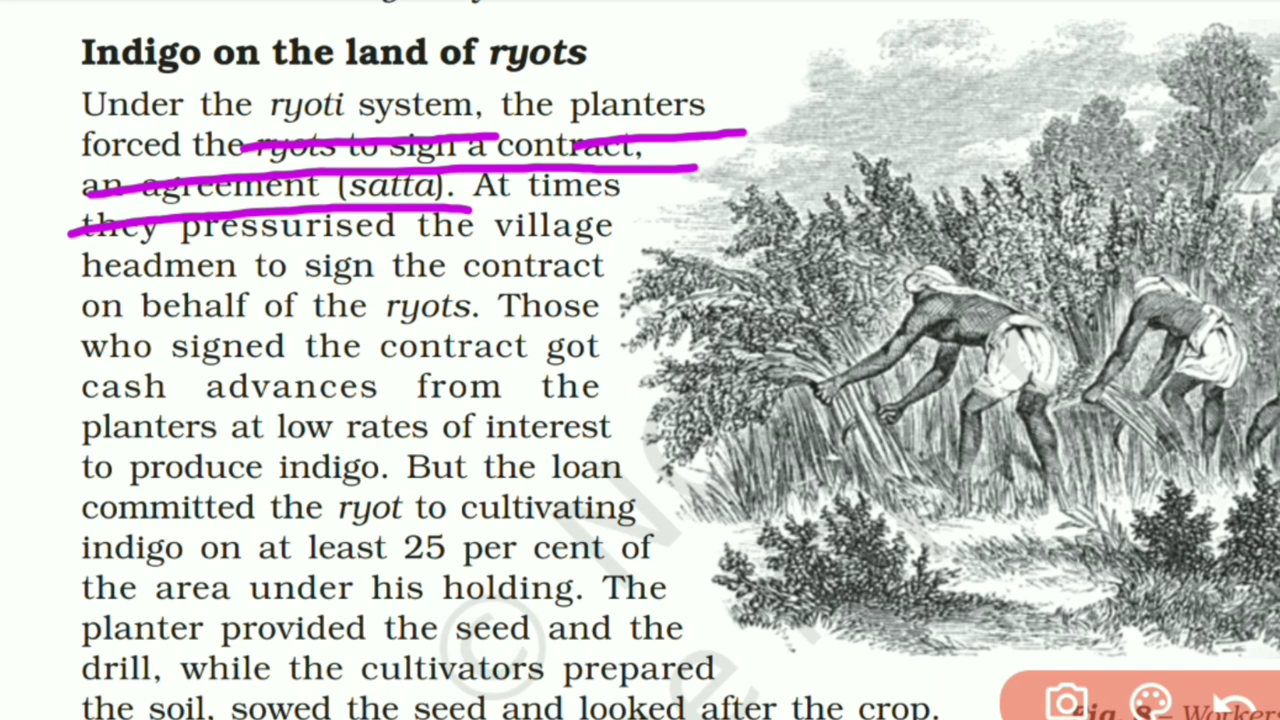 Indigo on the land of ryots
Under the ryoti system, the planters
forced the ryots to sign a contract,
an agreement (satta). At times
they pressurised the village
headmen to sign the contract
on behalf of the ryots. Those
who signed the contract got
cash advances from the
planters at low rates of interest
to produce indigo. But the loan
committed the ryot to cultivating
indigo on at least 25 per cent of
the area under his holding. The
planter provided the seed and the
drill, while the cultivators prepared
the soil, sowed the seed and looked after the crop.